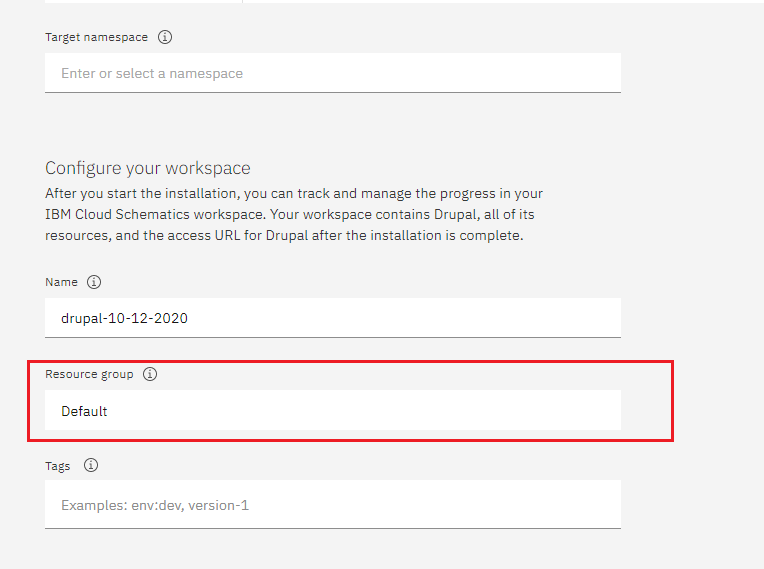 Target namespace
Enter or select a namespace
Configure your workspace
After you start the installation, you can track and manage the progress in your
IBM Cloud Schematics workspace. Your workspace contains Drupal, all of its
resources, and the access URL for Drupal after the installation is complete.
Name
drupal-10-12-2020
Resource group
Default
Tags
Examples: env:dev, version-1